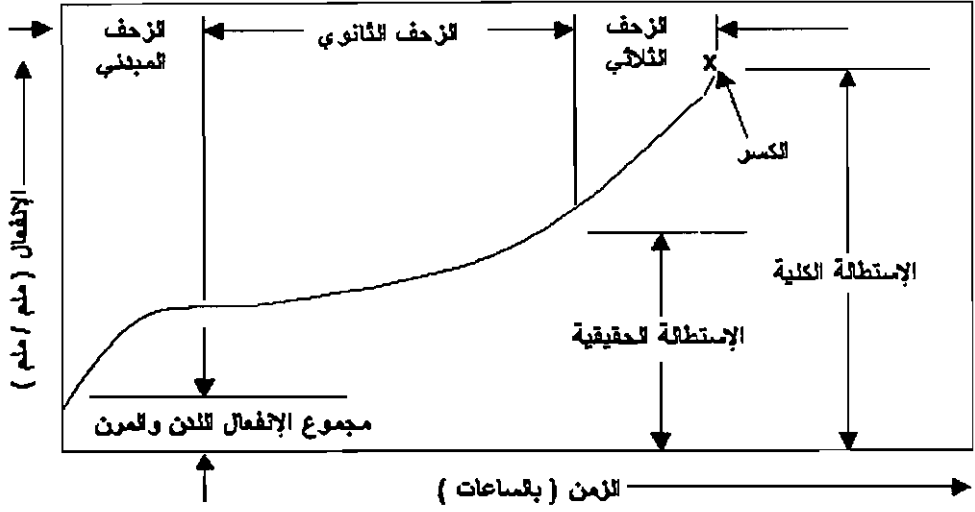 الزحف
المبدئي
الزحف الثانوي
الزحف
الثلاثي
x
الكسر
الإنفعال ( ملم / ملم )
الإستطالة الكلية
الإستطالة الحقيقية
مجموع الإنفعال اللدن والمرن
الزمن ( بالساعات )